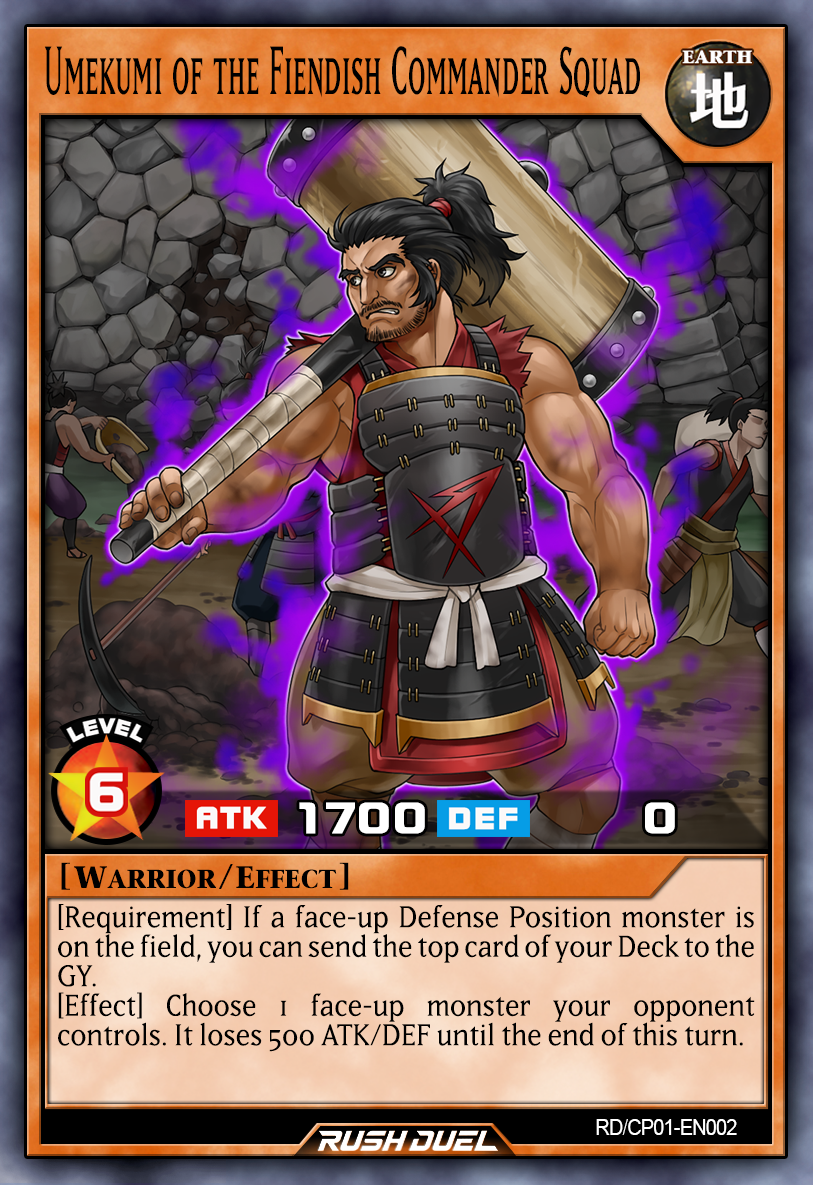 Umekumi of the Fiendish Commander Squad
EARTH
地
LEVEL
6
ATK 1700 DEF 0
[Warrior/Effect]
[Requirement] If a face-up Defense Position monster is
on the field, you can send the top card of your Deck to the
GY.
[Effect] Choose 1 face-up monster your opponent
controls. It loses 500 ATK/DEF until the end of this turn.
RD/CP01-EN002
RUSH DUEL